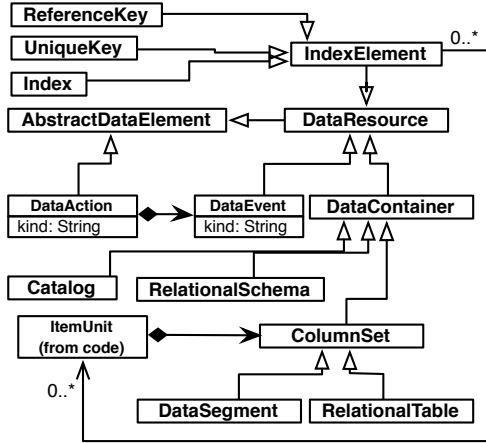 ReferenceKey
UniqueKey
IndexElement
0..*
Index
AbstractDataElement
DataResource
DataAction
kind: String
DataEvent
kind: String
DataContainer
Catalog
RelationalSchema
ItemUnit
(from code)
ColumnSet
0..*
DataSegment
RelationalTable